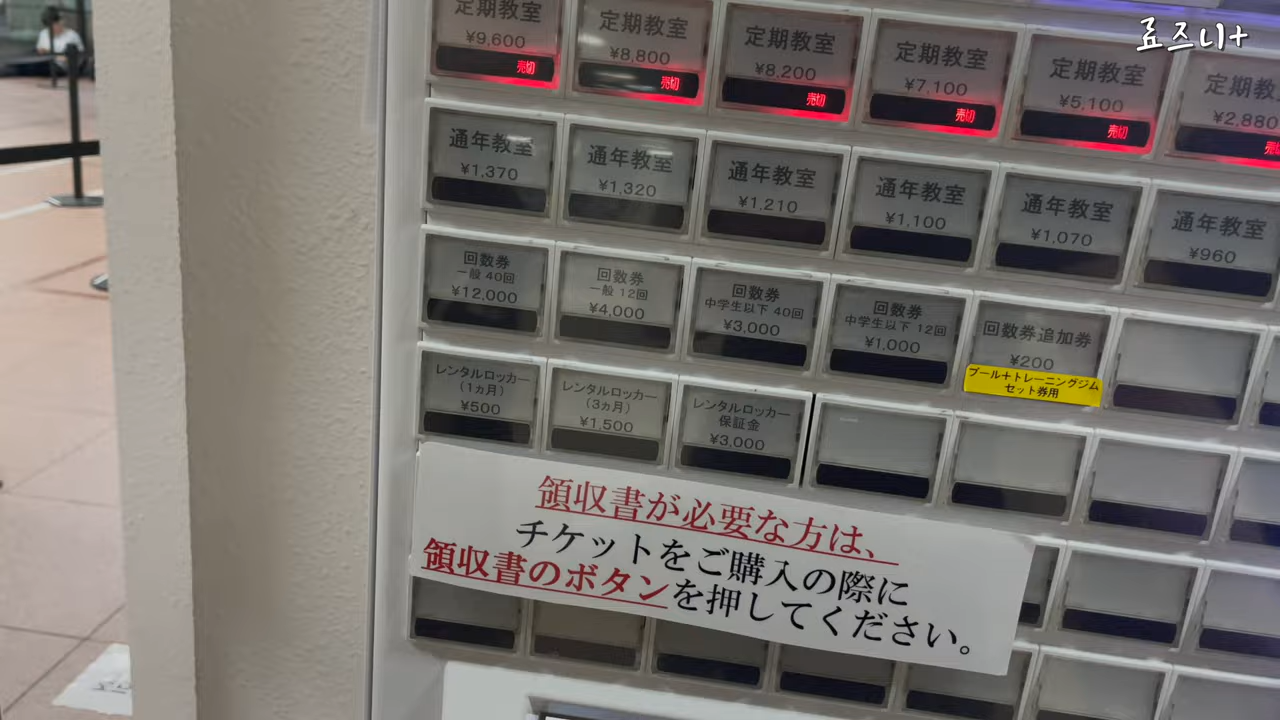 료즈니+
定期教室
¥9,600
売切
定期教室
¥8,800
売切
定期教室
¥8,200
売切
定期教室
¥7,100
売切
定期教室
¥5,100
売切
定期教
¥2,880
通年教室
¥1,370
通年教室
¥1,320
通年教室
¥1,210
通年教室
¥1,100
通年教室
¥1,070
通年教室
¥960
回数券
一般 40回
¥12,000
回数券
一般 12回
¥4,000
回数券
中学生以下 40回
¥3,000
回数券
中学生以下 12回
¥1,000
回数券追加券
¥200
プール+トレーニングジム
セット券用
レンタルロッカー
(1ヵ月)
¥500
レンタルロッカー
(3ヵ月)
¥1,500
レンタルロッカー
保証金
¥3,000
領収書が必要な方は、
チケットをご購入の際に
領収書のボタンを押してください。